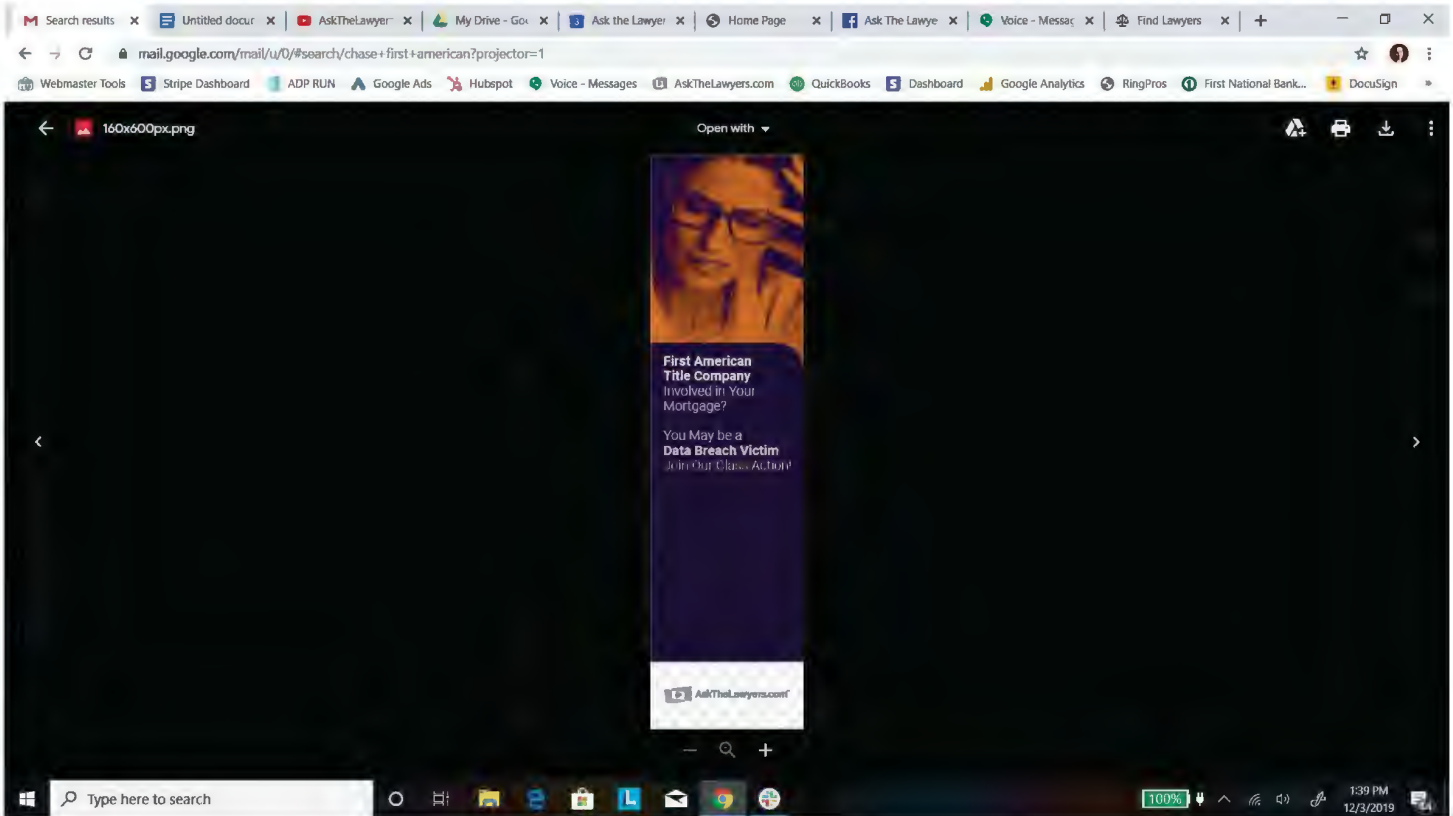 Search results
Untitled docur
AskTheLawyer
My Drive - Goo
Ask the Lawyer
Home Page
Ask The Lawye
Voice - Messag
Find Lawyers
mail.google.com/mail/u/0/#search/chase+first+american?projector=1
Webmaster Tools
Stripe Dashboard
ADP RUN
Google Ads
Hubspot
Voice - Messages
AskTheLawyers.com
QuickBooks
Dashboard
Google Analytics
RingPros
First National Bank...
DocuSign
160x600px.png
Open with
First American
Title Company
Involved in Your
Mortgage?
You May be a
Data Breach Victim
Join Our Class Action!
AskTheLawyers.com
Type here to search
100%
1:39 PM
12/3/2019